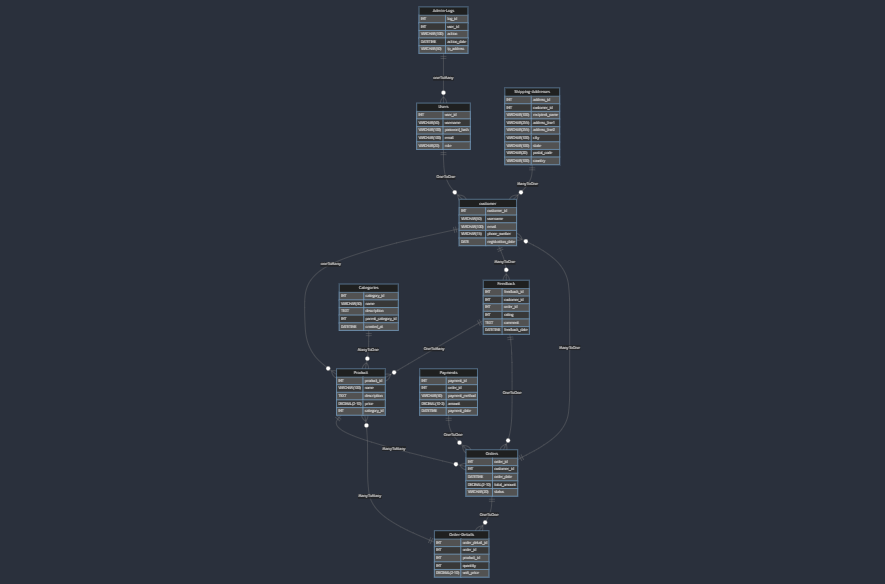 Admin-Logs
INT log_id
INT user_id
VARCHAR(100) action
DATETIME action_date
VARCHAR(50) ip_address
oneToMany
Users
INT user_id
VARCHAR(50) username
VARCHAR(100) password_hash
VARCHAR(100) email
VARCHAR(20) role
Shipping-Addresses
INT address_id
INT customer_id
VARCHAR(100) recipient_name
VARCHAR(255) address_line1
VARCHAR(255) address_line2
VARCHAR(100) city
VARCHAR(100) state
VARCHAR(20) postal_code
VARCHAR(100) country
OneToOne
ManyToOne
customer
INT customer_id
VARCHAR(50) username
VARCHAR(100) email
VARCHAR(15) phone_number
DATE registration_date
oneToMany
ManyToOne
Categories
INT category_id
VARCHAR(50) name
TEXT description
INT parent_category_id
DATETIME created_at
Feedback
INT feedback_id
INT customer_id
INT order_id
INT rating
TEXT comment
DATETIME feedback_date
ManyToOne
OneToMany
ManyToOne
Product
INT product_id
VARCHAR(100) name
TEXT description
DECIMAL(2-10) price
INT category_id
Payments
INT payment_id
INT order_id
VARCHAR(50) payment_method
DECIMAL(10-2) amount
DATETIME payment_date
OneToOne
OneToOne
ManyToMany
Orders
INT order_id
INT customer_id
DATETIME order_date
DECIMAL(2-10) total_amount
VARCHAR(20) status
ManyToMany
OneToOne
Order-Details
INT order_detail_id
INT order_id
INT product_id
INT quantity
DECIMAL(2-10) unit_price